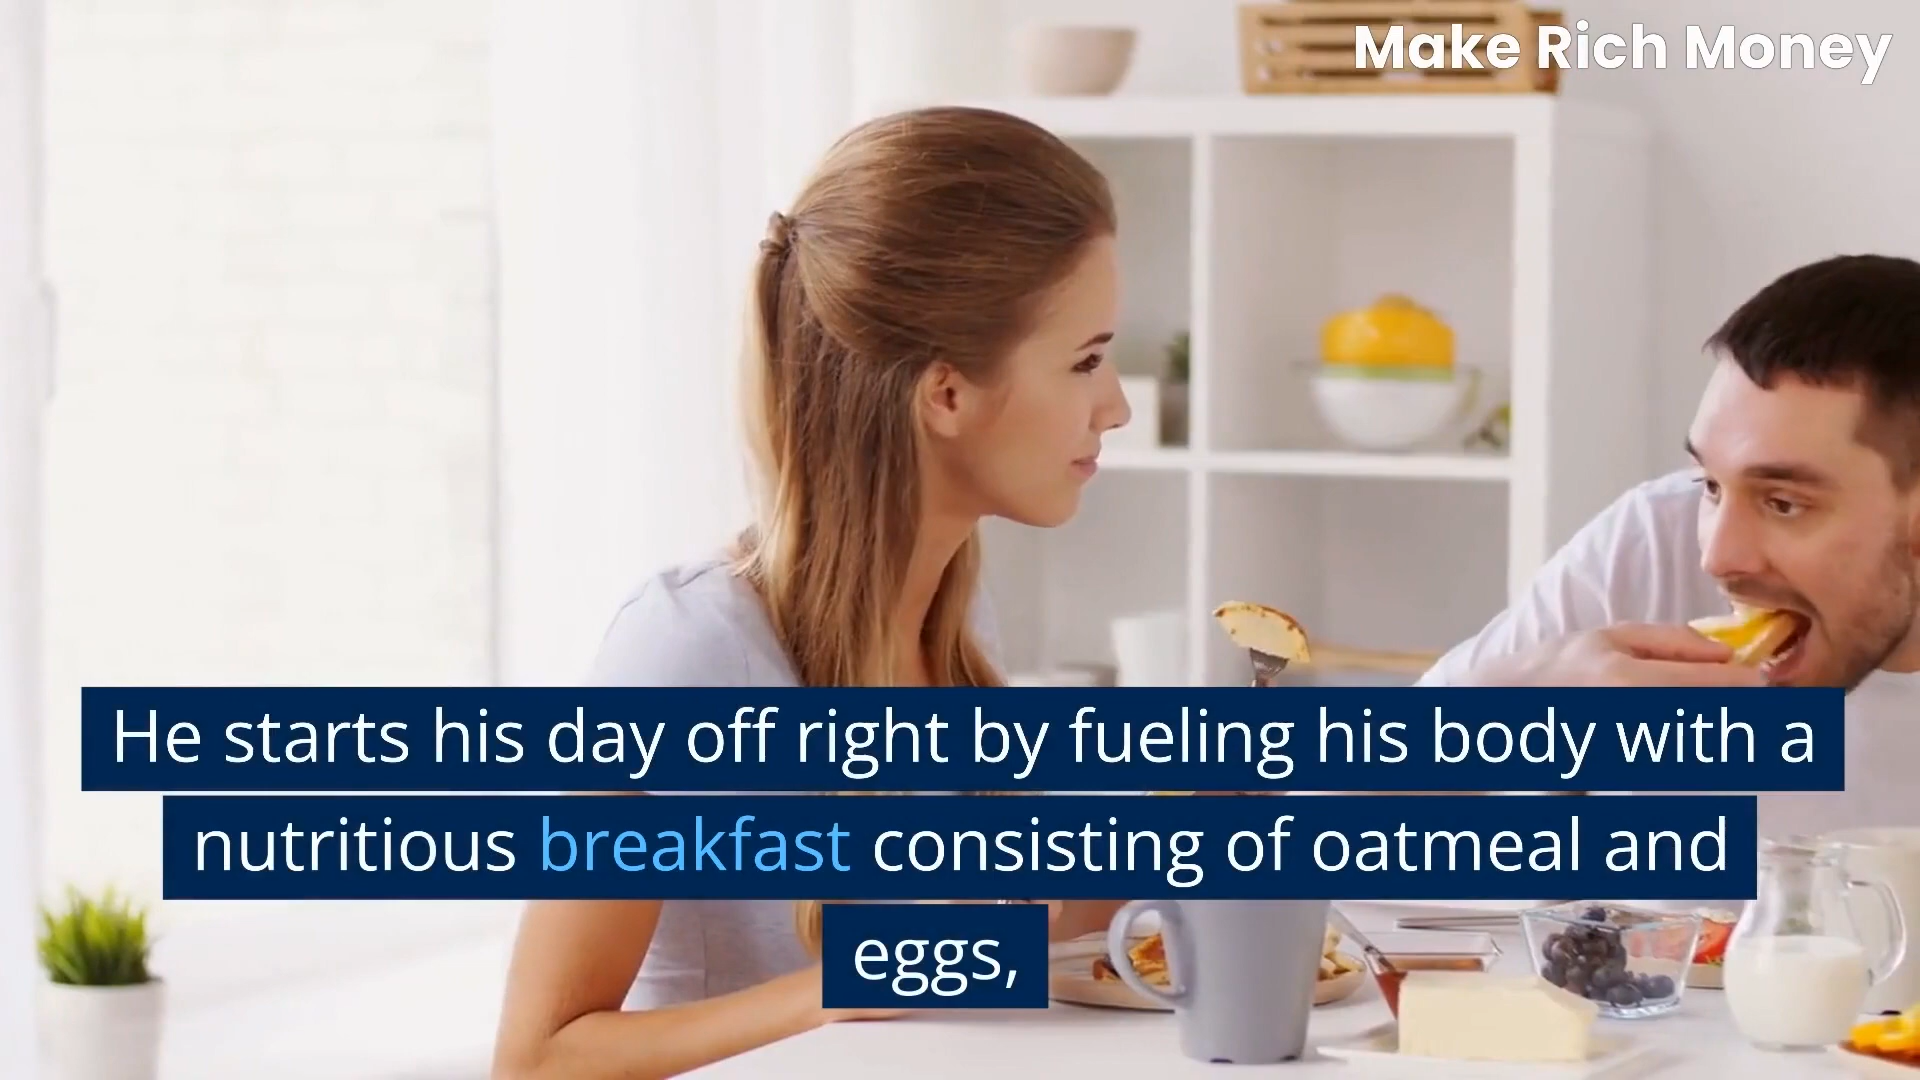 Make Rich Money
He starts his day off right by fueling his body with a
nutritious breakfast consisting of oatmeal and
eggs,